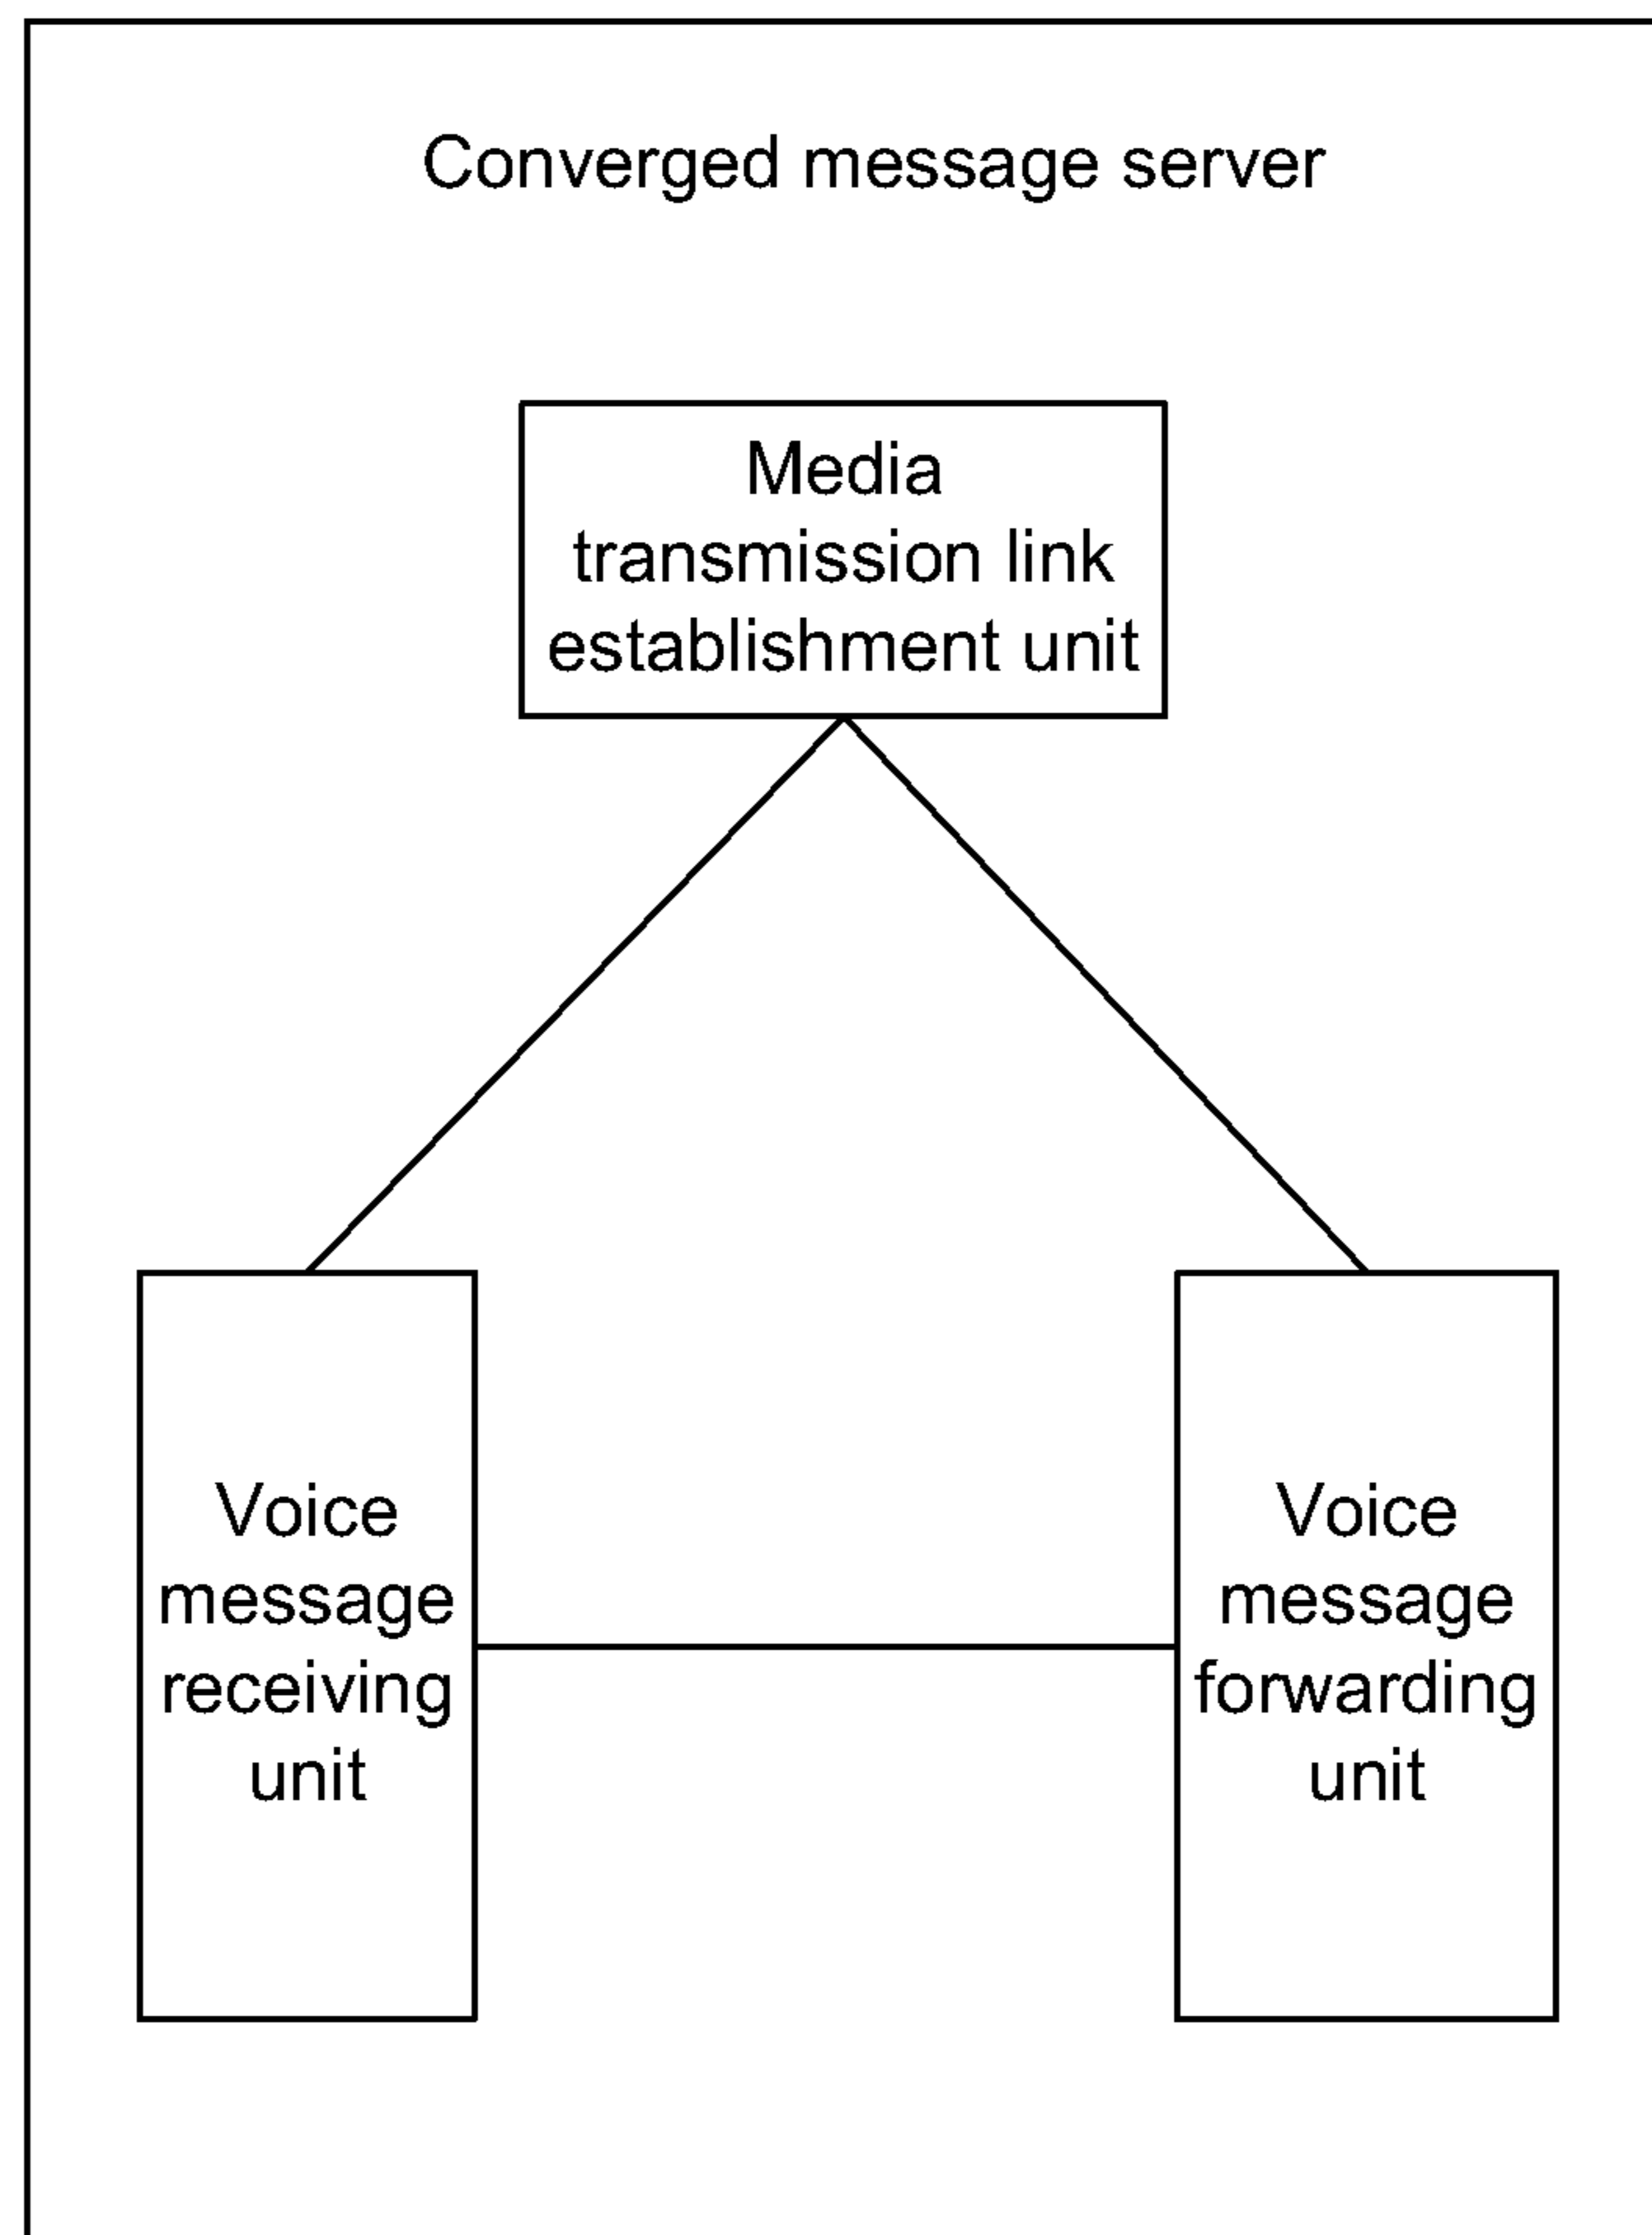 Converged message server
Media
transmission link
establishment unit
Voice
message
receiving
unit
Voice
message
forwarding
unit